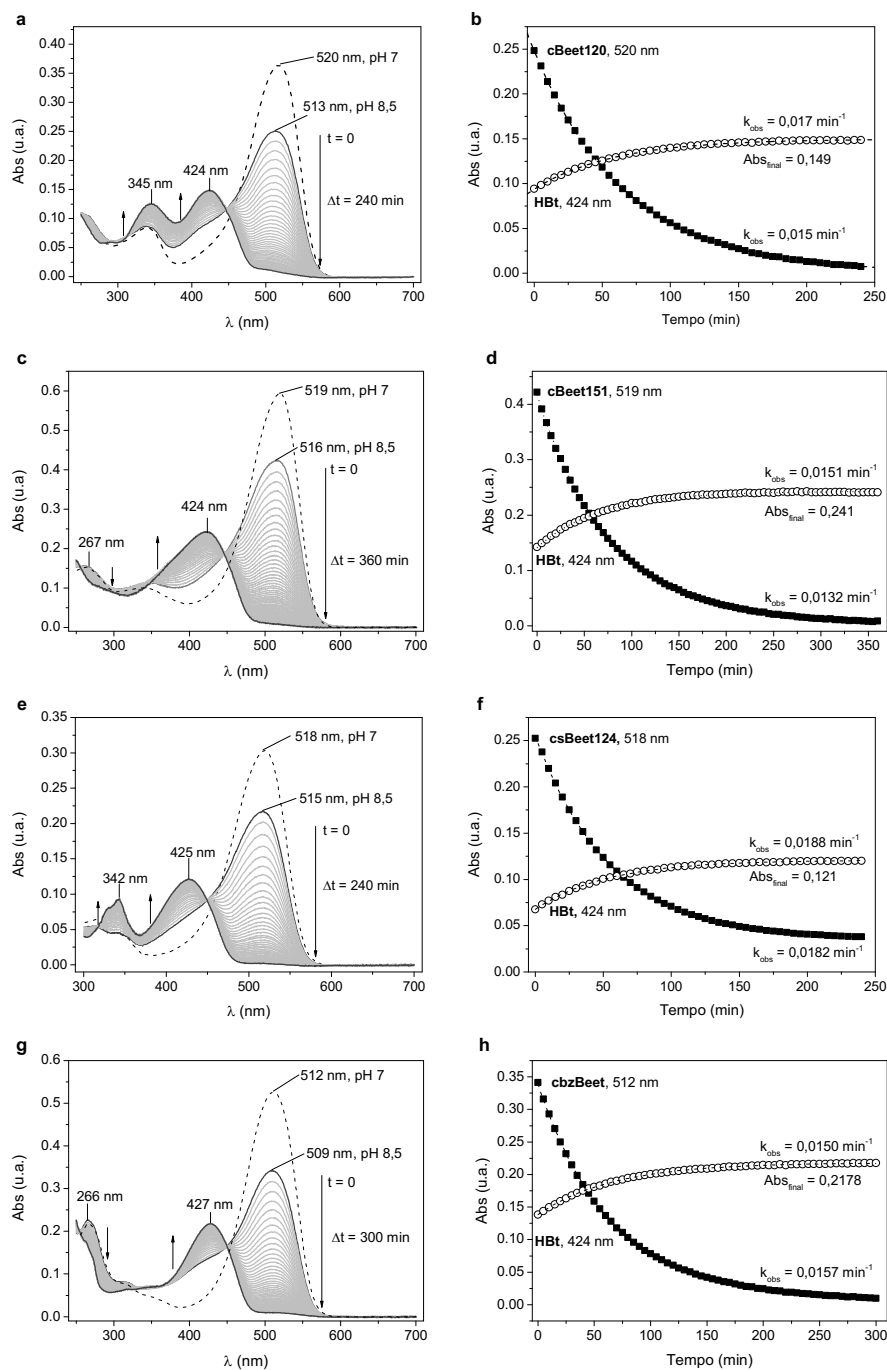 a
520 nm, pH 7
513 nm, pH 8,5
t = 0
345 nm
424 nm
Δt = 240 min
0.40
0.35
0.30
0.25
0.20
0.15
0.10
0.05
0.00
300 400 500 600 700
Abs (u.a.)
λ (nm)
b
cBeet120, 520 nm
k_obs = 0,017 min⁻¹
Abs_final = 0,149
HBt, 424 nm
k_obs = 0,015 min⁻¹
0.25
0.20
0.15
0.10
0.05
0.00
0 50 100 150 200 250
Abs (u.a.)
Tempo (min)
c
519 nm, pH 7
516 nm, pH 8,5
t = 0
424 nm
267 nm
Δt = 360 min
0.6
0.5
0.4
0.3
0.2
0.1
0.0
300 400 500 600 700
Abs (u.a)
λ (nm)
d
cBeet151, 519 nm
k_obs = 0,0151 min⁻¹
Abs_final = 0,241
HBt, 424 nm
k_obs = 0,0132 min⁻¹
0.4
0.3
0.2
0.1
0.0
0 50 100 150 200 250 300 350
Abs (u.a.)
Tempo (min)
e
518 nm, pH 7
515 nm, pH 8,5
t = 0
425 nm
342 nm
Δt = 240 min
0.35
0.30
0.25
0.20
0.15
0.10
0.05
0.00
300 400 500 600 700
Abs (u.a.)
λ (nm)
f
csBeet124, 518 nm
k_obs = 0,0188 min⁻¹
Abs_final = 0,121
HBt, 424 nm
k_obs = 0,0182 min⁻¹
0.25
0.20
0.15
0.10
0.05
0.00
0 50 100 150 200 250
Abs (u.a.)
Tempo (min)
g
512 nm, pH 7
509 nm, pH 8,5
t = 0
427 nm
266 nm
Δt = 300 min
0.6
0.5
0.4
0.3
0.2
0.1
0.0
300 400 500 600 700
Abs (u.a.)
λ (nm)
h
cbzBeet, 512 nm
k_obs = 0,0150 min⁻¹
Abs_final = 0,2178
HBt, 424 nm
k_obs = 0,0157 min⁻¹
0.35
0.30
0.25
0.20
0.15
0.10
0.05
0.00
0 50 100 150 200 250 300
Abs (u.a.)
Tempo (min)